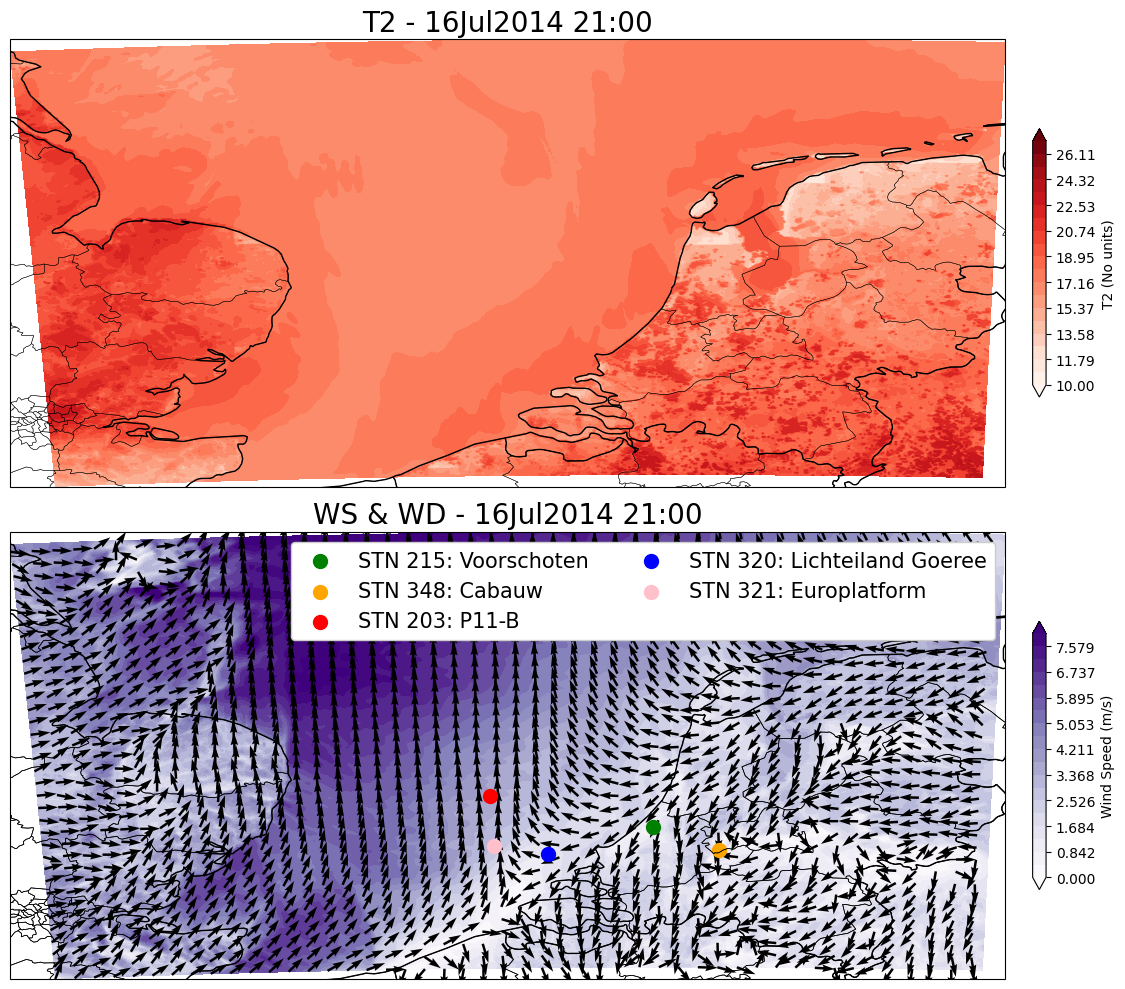 T2 - 16Jul2014 21:00
26.11
24.32
22.53
20.74
18.95
17.16
15.37
13.58
11.79
10.00
T2 (No units)
WS & WD - 16Jul2014 21:00
STN 215: Voorschoten
STN 348: Cabauw
STN 203: P11-B
STN 320: Lichteiland Goeree
STN 321: Europlatform
7.579
6.737
5.895
5.053
4.211
3.368
2.526
1.684
0.842
0.000
Wind Speed (m/s)